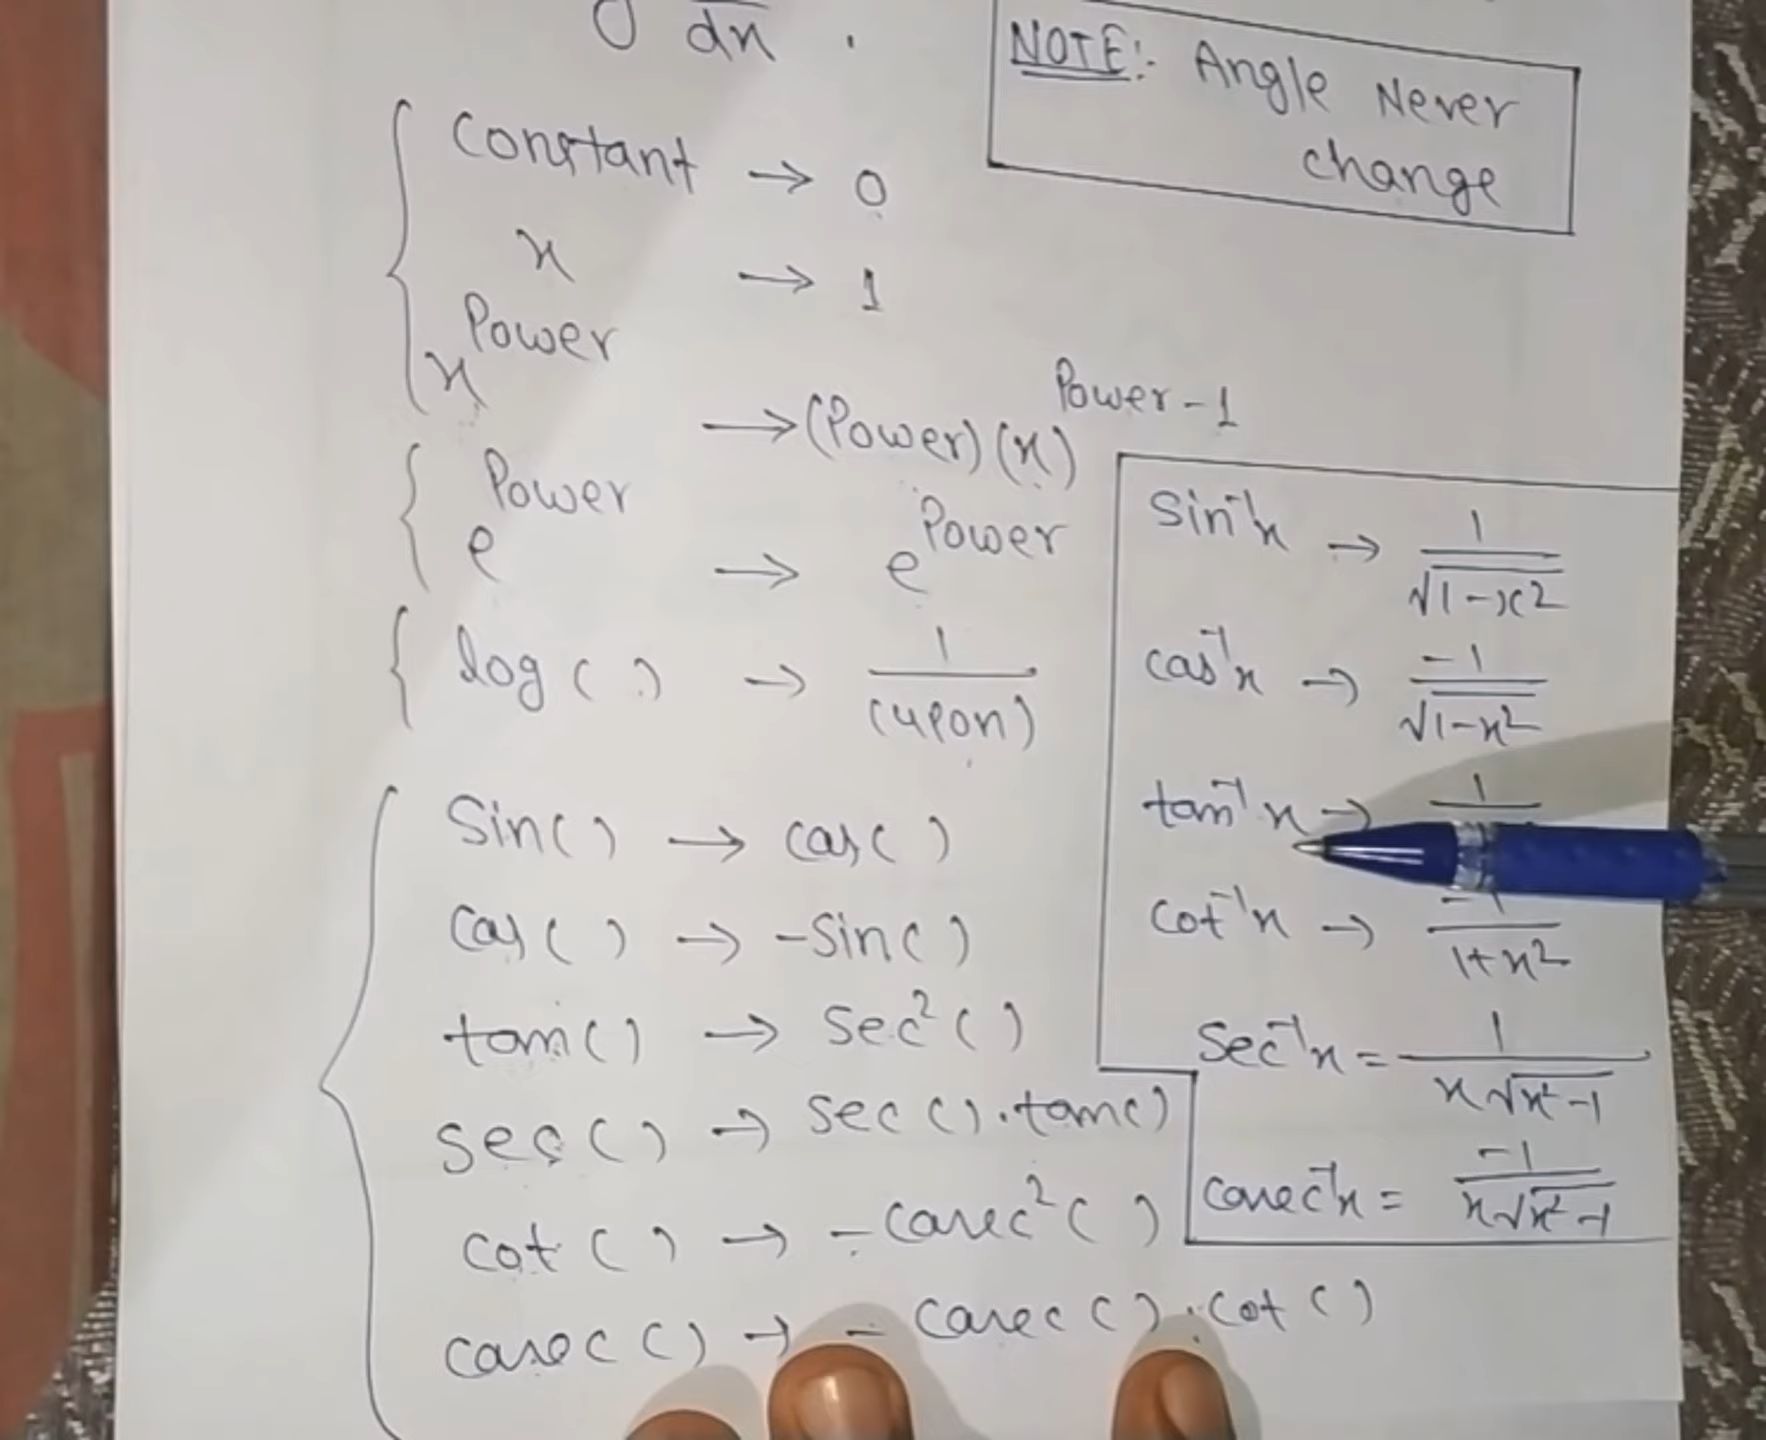 d/dx .
NOTE:- Angle Never
change
Constant → 0
x → 1
x^Power → (Power)(x)^Power-1
e^Power → e^Power
log( ) → 1/(upon)
Sin( ) → cos( )
Cos( ) → -Sin( )
tan( ) → Sec²( )
sec( ) → Sec( ).tan( )
cot( ) → -Cosec²( )
cosec( ) → - Cosec( ).cot( )
Sin⁻¹x → 1/√1-x²
cos⁻¹x → -1/√1-x²
tan⁻¹x → 1
cot⁻¹x → -1/1+x²
Sec⁻¹x = 1/x√x²-1
cosec⁻¹x = -1/x√x²-1